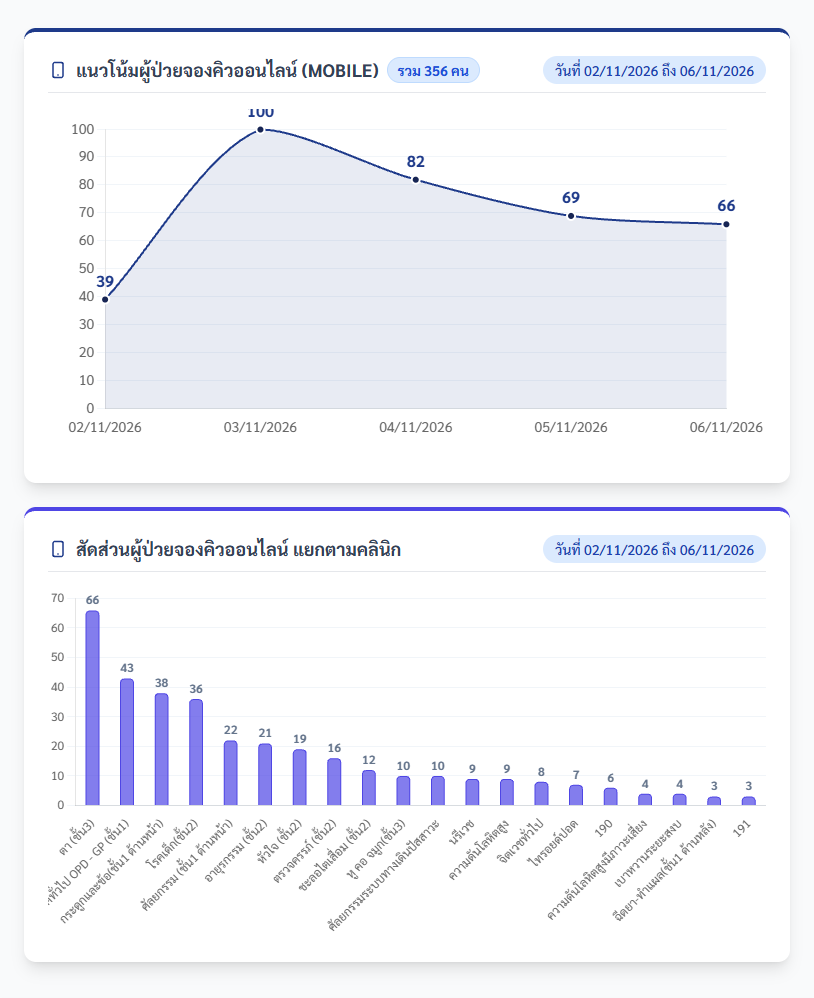 แนวโน้มผู้ป่วยจองคิวออนไลน์ (MOBILE) รวม 356 คน วันที่ 02/11/2026 ถึง 06/11/2026
100
100
90
82
80
69
70
66
60
50
39
40
30
20
10
0
02/11/2026 03/11/2026 04/11/2026 05/11/2026 06/11/2026
สัดส่วนผู้ป่วยจองคิวออนไลน์ แยกตามคลินิก วันที่ 02/11/2026 ถึง 06/11/2026
70
60
50
40
30
20
10
0
66 43 38 36 22 21 19 16 12 10 10 9 9 8 7 6 4 4 3 3
ตา (ชั้น3)
ทั่วไป OPD - GP (ชั้น1)
กระดูกและข้อ(ชั้น1 ด้านหน้า)
โรคเด็ก(ชั้น2)
ศัลยกรรม (ชั้น1 ด้านหน้า)
อายุรกรรม (ชั้น2)
หัวใจ (ชั้น2)
ตรวจครรภ์ (ชั้น2)
ชะลอไตเสื่อม (ชั้น2)
หู คอ จมูก(ชั้น3)
ศัลยกรรมระบบทางเดินปัสสาวะ
นรีเวช
ความดันโลหิตสูง
จิตเวชทั่วไป
ไทรอยด์ปอด
190
ความดันโลหิตสูงมีภาวะเสี่ยง
เบาหวานระยะสงบ
ฉีดยา-ทำแผล(ชั้น1 ด้านหลัง)
191